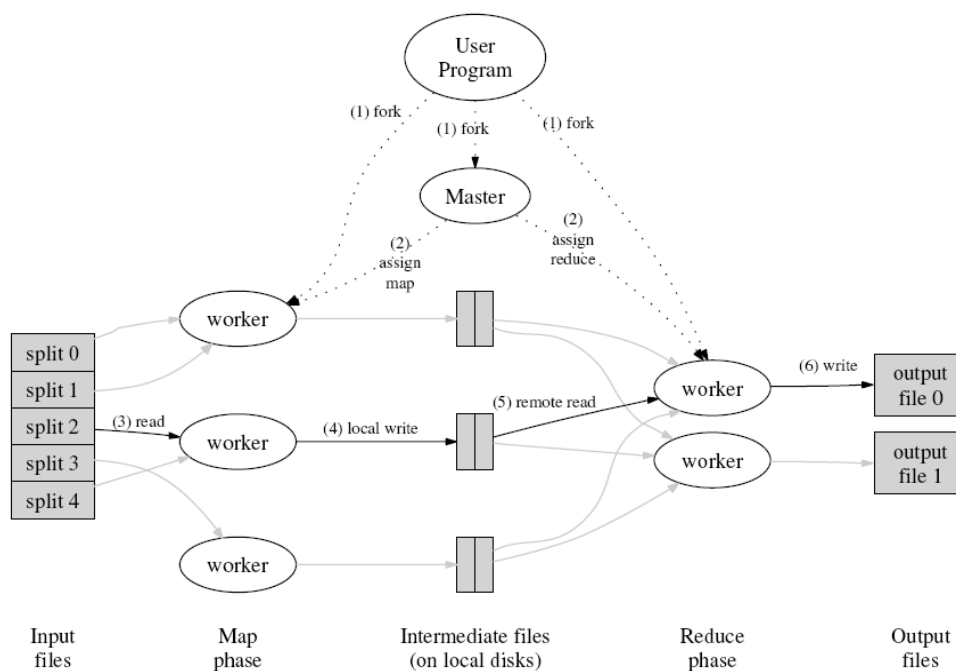 User
Program
(1) fork
(1) fork
(1) fork
Master
(2)
assign
map
(2)
assign
reduce
worker
split 0
split 1
split 2
split 3
split 4
(3) read
worker
(4) local write
(5) remote read
worker
(6) write
output
file 0
worker
output
file 1
worker
Input
files
Map
phase
Intermediate files
(on local disks)
Reduce
phase
Output
files